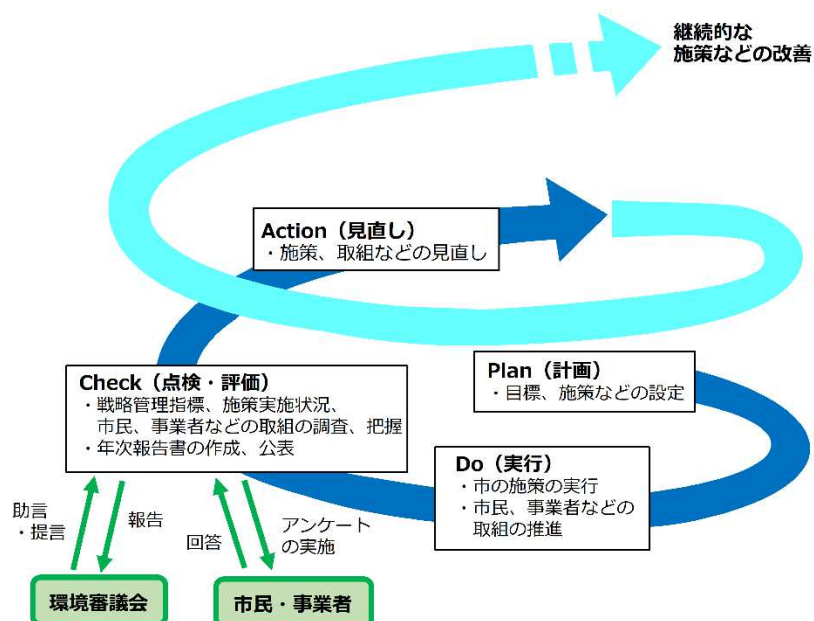 継続的な
施策などの改善
Action（見直し）
・施策、取組などの見直し
Plan（計画）
・目標、施策などの設定
Check（点検・評価）
・戦略管理指標、施策実施状況、
市民、事業者などの取組の調査、把握
・年次報告書の作成、公表
Do（実行）
・市の施策の実行
・市民、事業者などの
取組の推進
助言
・提言
報告
回答
アンケート
の実施
環境審議会
市民・事業者